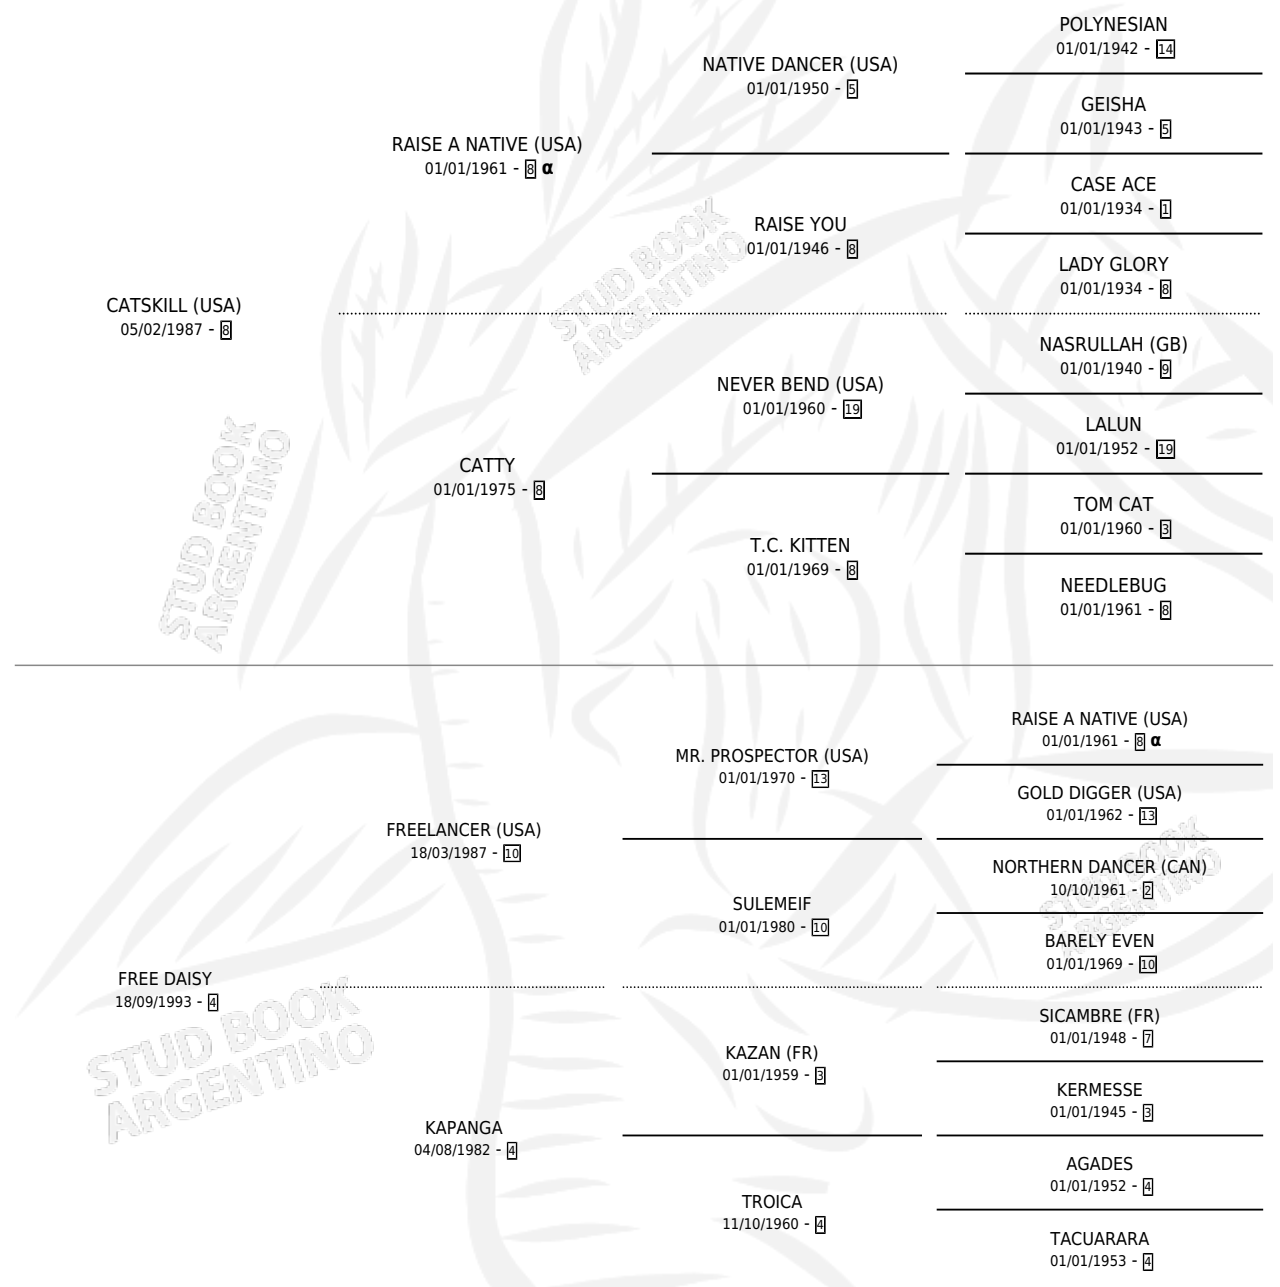 POLYNESIAN
01/01/1942 - 14
NATIVE DANCER (USA)
01/01/1950 - 5
GEISHA
01/01/1943 - 5
RAISE A NATIVE (USA)
01/01/1961 - 8 α
CASE ACE
01/01/1934 - 1
RAISE YOU
01/01/1946 - 8
LADY GLORY
01/01/1934 - 8
CATSKILL (USA)
05/02/1987 - 8
NASRULLAH (GB)
01/01/1940 - 9
NEVER BEND (USA)
01/01/1960 - 19
LALUN
01/01/1952 - 19
CATTY
01/01/1975 - 8
TOM CAT
01/01/1960 - 3
T.C. KITTEN
01/01/1969 - 8
NEEDLEBUG
01/01/1961 - 8
RAISE A NATIVE (USA)
01/01/1961 - 8 α
MR. PROSPECTOR (USA)
01/01/1970 - 13
GOLD DIGGER (USA)
01/01/1962 - 13
FREELANCER (USA)
18/03/1987 - 10
NORTHERN DANCER (CAN)
10/10/1961 - 2
SULEMEIF
01/01/1980 - 10
BARELY EVEN
01/01/1969 - 10
FREE DAISY
18/09/1993 - 4
SICAMBRE (FR)
01/01/1948 - 7
KAZAN (FR)
01/01/1959 - 3
KERMESSE
01/01/1945 - 3
KAPANGA
04/08/1982 - 4
AGADES
01/01/1952 - 4
TROICA
11/10/1960 - 4
TACUARARA
01/01/1953 - 4
STUD BOOK
ARGENTINO
STUD BOOK
ARGENTINO
STUD BOOK
ARGENTINO
STUD BOOK
ARGENTINO